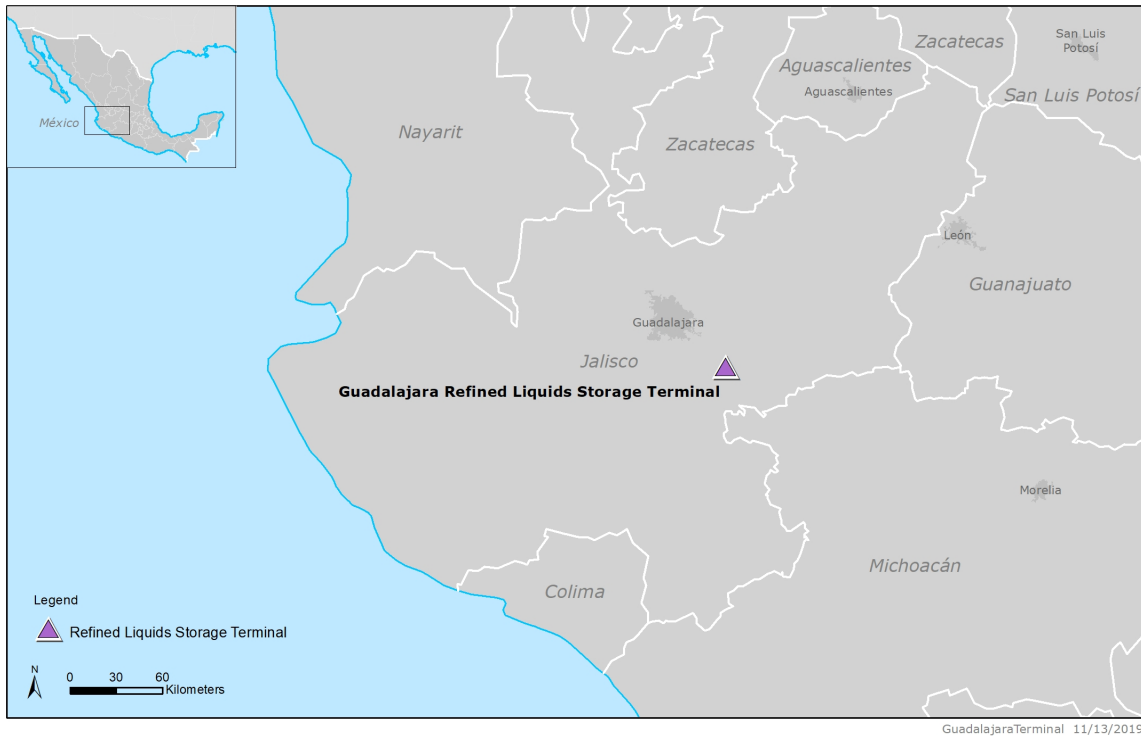 México
Zacatecas
San Luis
Potosí
Aguascalientes
Aguascalientes
San Luis Potosí
Nayarit
Zacatecas
León
Guanajuato
Guadalajara
Jalisco
Guadalajara Refined Liquids Storage Terminal
Morelia
Michoacán
Colima
Legend
Refined Liquids Storage Terminal
N
0 30 60
Kilometers
GuadalajaraTerminal 11/13/2019